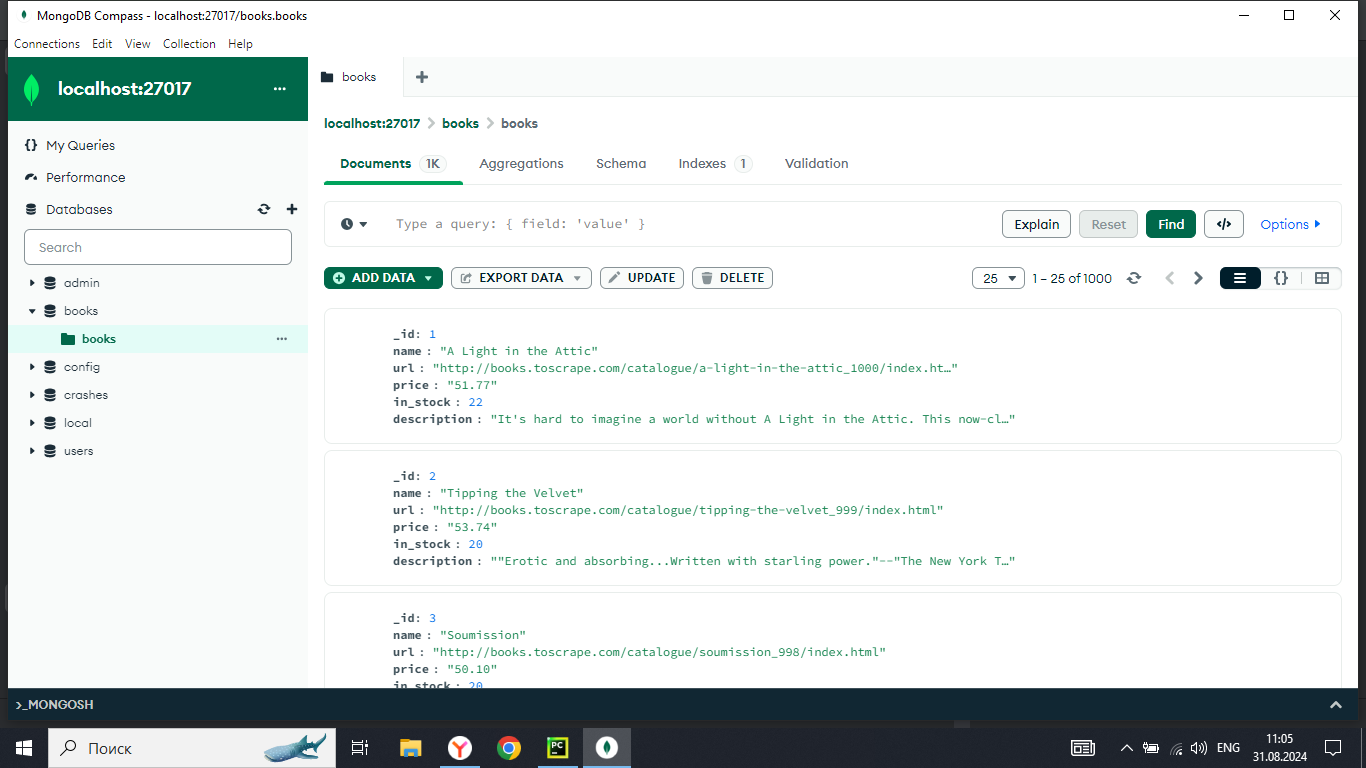 MongoDB Compass - localhost:27017/books.books
Connections Edit View Collection Help
localhost:27017
books
localhost:27017 books books
My Queries
Performance
Databases
Search
admin
books
books
config
crashes
local
users
Documents 1K Aggregations Schema Indexes 1 Validation
Type a query: { field: 'value' }
Explain Reset Find </> Options
ADD DATA EXPORT DATA UPDATE DELETE
25 1 – 25 of 1000 {}
_id: 1
name : "A Light in the Attic"
url : "http://books.toscrape.com/catalogue/a-light-in-the-attic_1000/index.ht…"
price : "51.77"
in_stock : 22
description : "It's hard to imagine a world without A Light in the Attic. This now-cl…"
_id: 2
name : "Tipping the Velvet"
url : "http://books.toscrape.com/catalogue/tipping-the-velvet_999/index.html"
price : "53.74"
in_stock : 20
description : ""Erotic and absorbing...Written with starling power."--"The New York T…"
_id: 3
name : "Soumission"
url : "http://books.toscrape.com/catalogue/soumission_998/index.html"
price : "50.10"
in_stock : 20
>_MONGOSH
Поиск
PC
ENG
11:05
31.08.2024